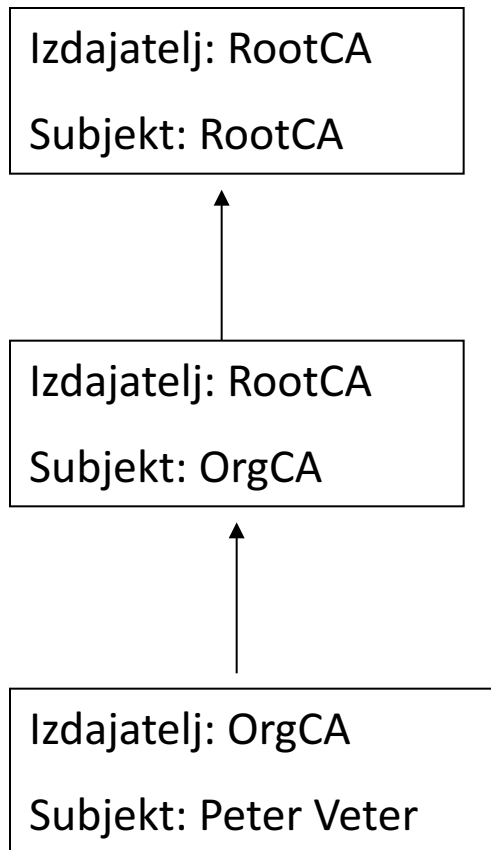 Izdajatelj: RootCA
Subjekt: RootCA
Izdajatelj: RootCA
Subjekt: OrgCA
Izdajatelj: OrgCA
Subjekt: Peter Veter